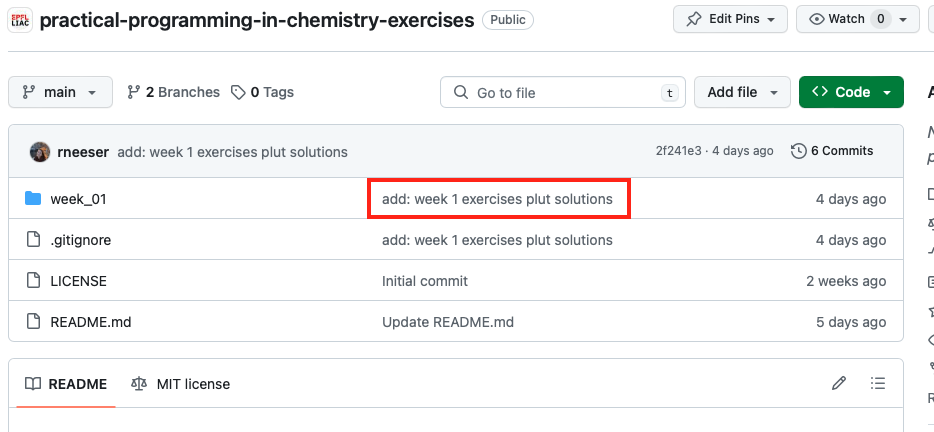 EPFL
LIAC
practical-programming-in-chemistry-exercises Public Edit Pins Watch 0
main 2 Branches 0 Tags Go to file t Add file <> Code
rneeser add: week 1 exercises plut solutions 2f241e3 · 4 days ago 6 Commits
week_01 add: week 1 exercises plut solutions 4 days ago
.gitignore add: week 1 exercises plut solutions 4 days ago
LICENSE Initial commit 2 weeks ago
README.md Update README.md 5 days ago
README MIT license